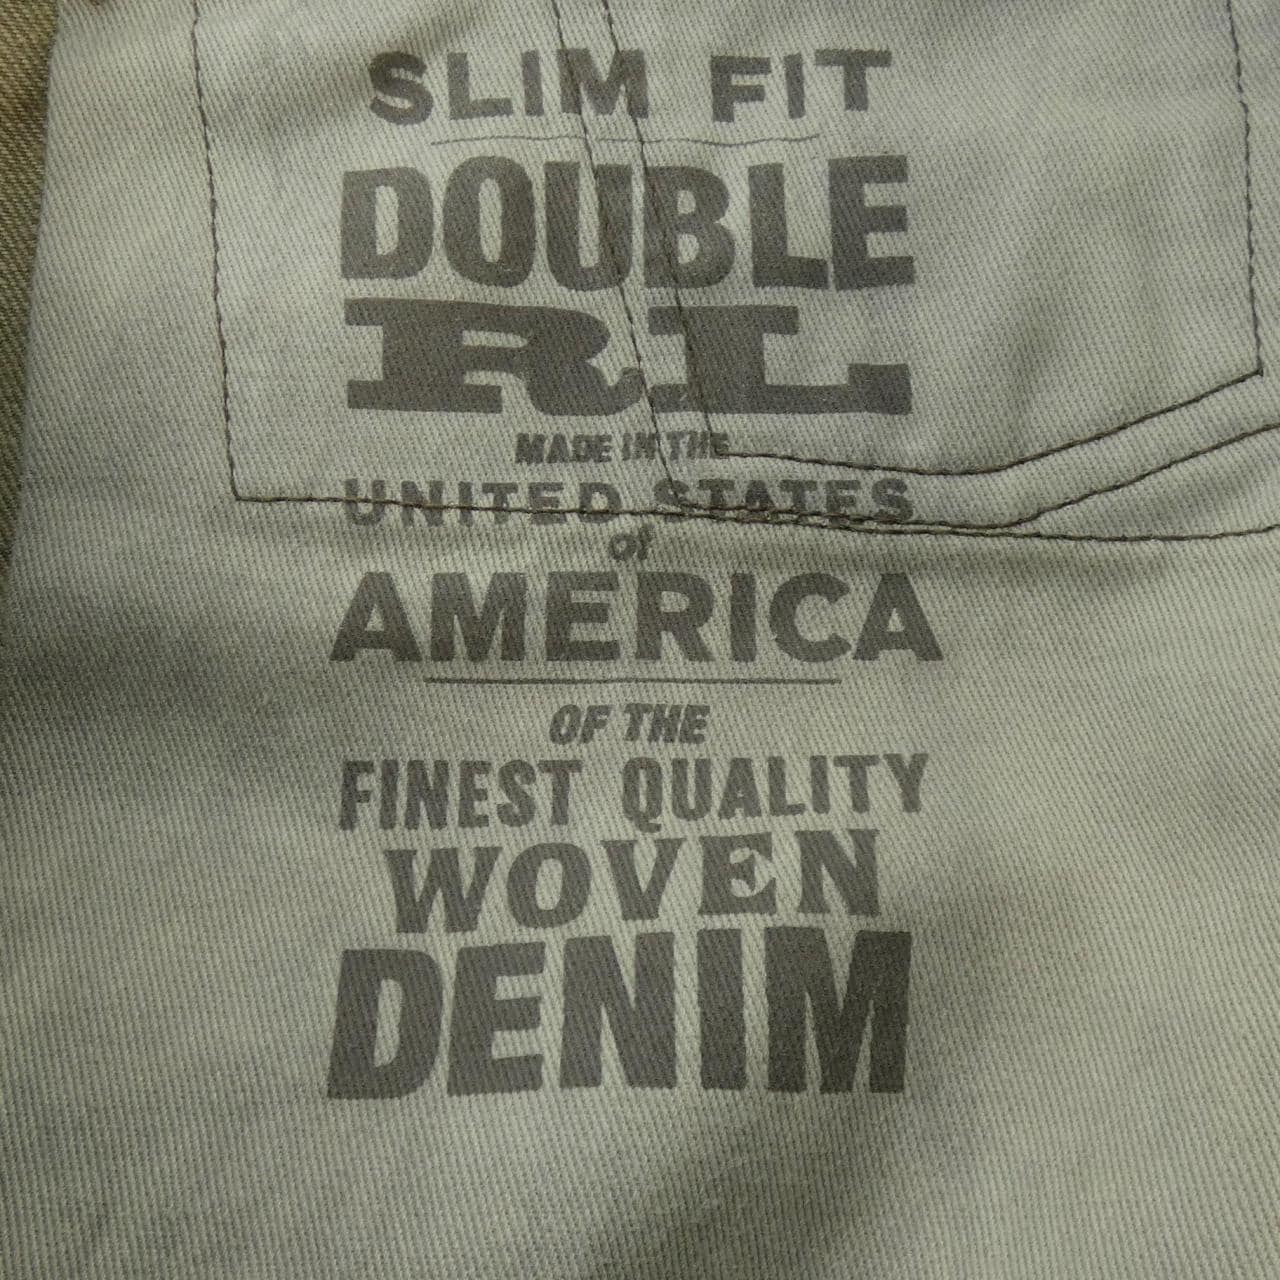 SLIM FIT
DOUBLE
RL
MADE IN THE
UNITED STATES
of
AMERICA
OF THE
FINEST QUALITY
WOVEN
DENIM